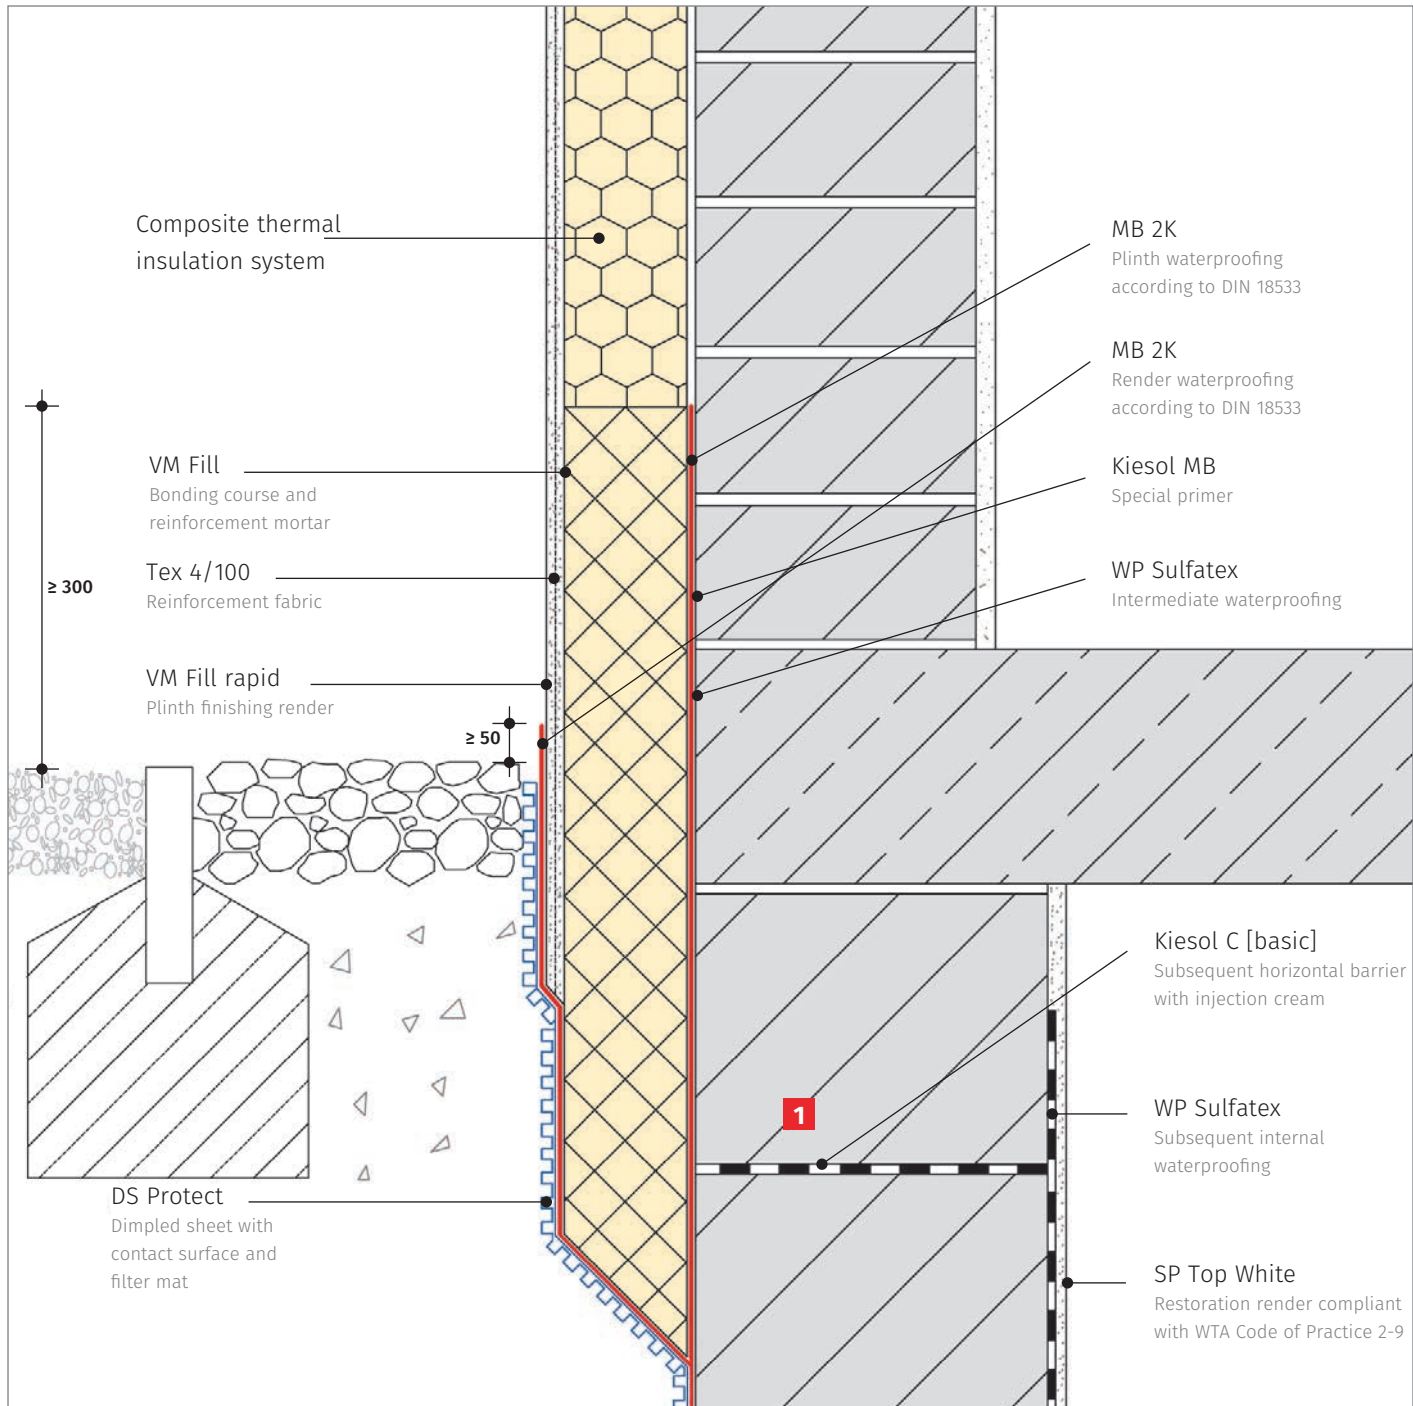 Composite thermal
insulation system
≥ 300
VM Fill
Bonding course and
reinforcement mortar
Tex 4/100
Reinforcement fabric
VM Fill rapid
Plinth finishing render
≥ 50
DS Protect
Dimpled sheet with
contact surface and
filter mat
MB 2K
Plinth waterproofing
according to DIN 18533
MB 2K
Render waterproofing
according to DIN 18533
Kiesol MB
Special primer
WP Sulfatex
Intermediate waterproofing
1
Kiesol C [basic]
Subsequent horizontal barrier
with injection cream
WP Sulfatex
Subsequent internal
waterproofing
SP Top White
Restoration render compliant
with WTA Code of Practice 2-9